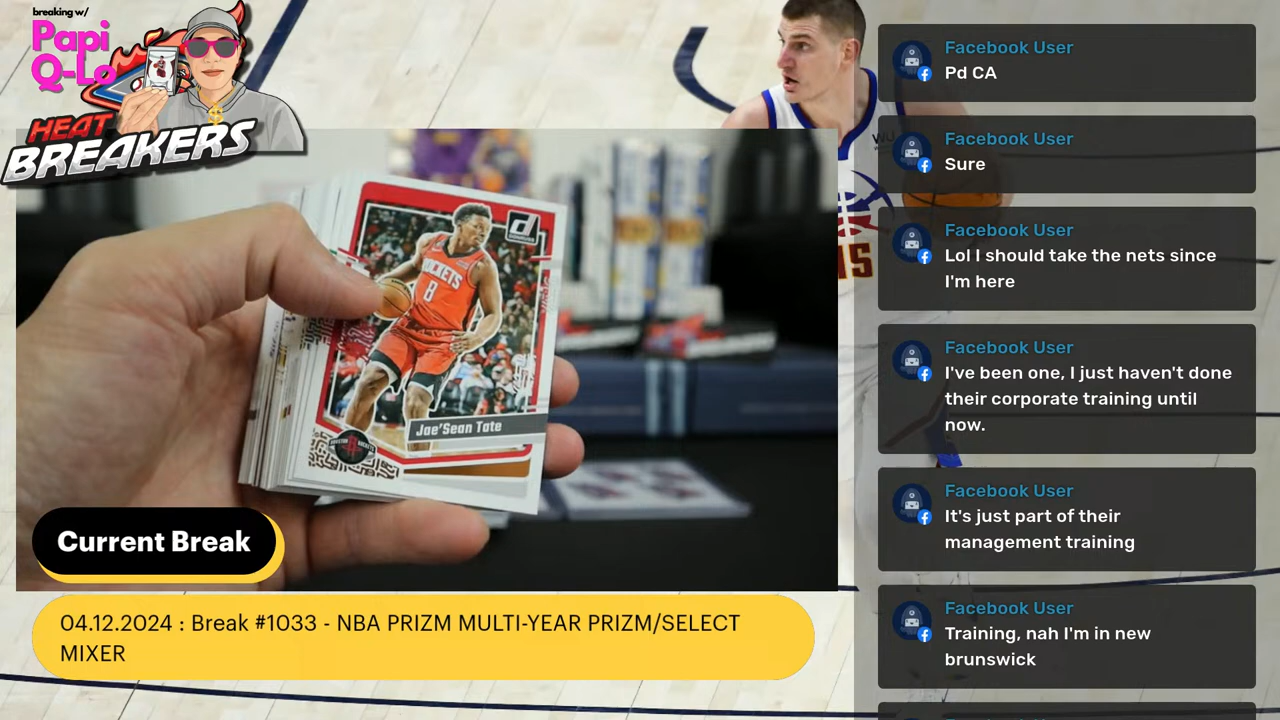 breaking w/
Papi
Q-Lo
HEAT
BREAKERS
DONRUSS
ROCKETS
8
Jae'Sean Tate
Current Break
04.12.2024 : Break #1033 - NBA PRIZM MULTI-YEAR PRIZM/SELECT
MIXER
Facebook User
Pd CA
Facebook User
Sure
Facebook User
Lol I should take the nets since
I'm here
Facebook User
I've been one, I just haven't done
their corporate training until
now.
Facebook User
It's just part of their
management training
Facebook User
Training, nah I'm in new
brunswick